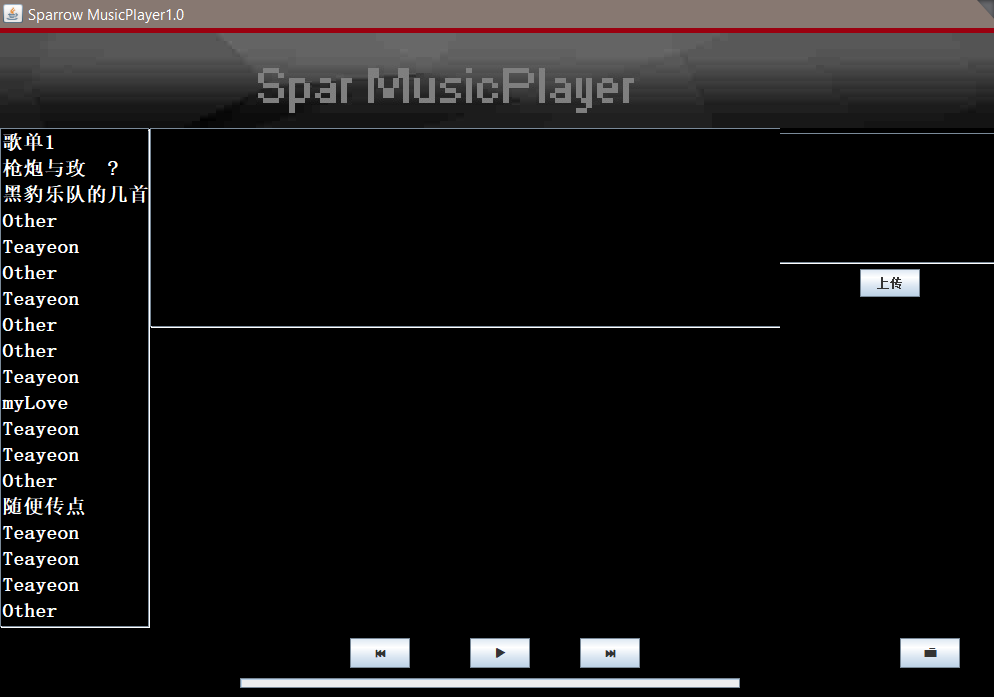 Sparrow MusicPlayer1.0
Spar MusicPlayer
歌单1
枪炮与玫 ?
黑豹乐队的几首
Other
Teayeon
Other
Teayeon
Other
Other
Teayeon
myLove
Teayeon
Teayeon
Other
随便传点
Teayeon
Teayeon
Teayeon
Other
上传